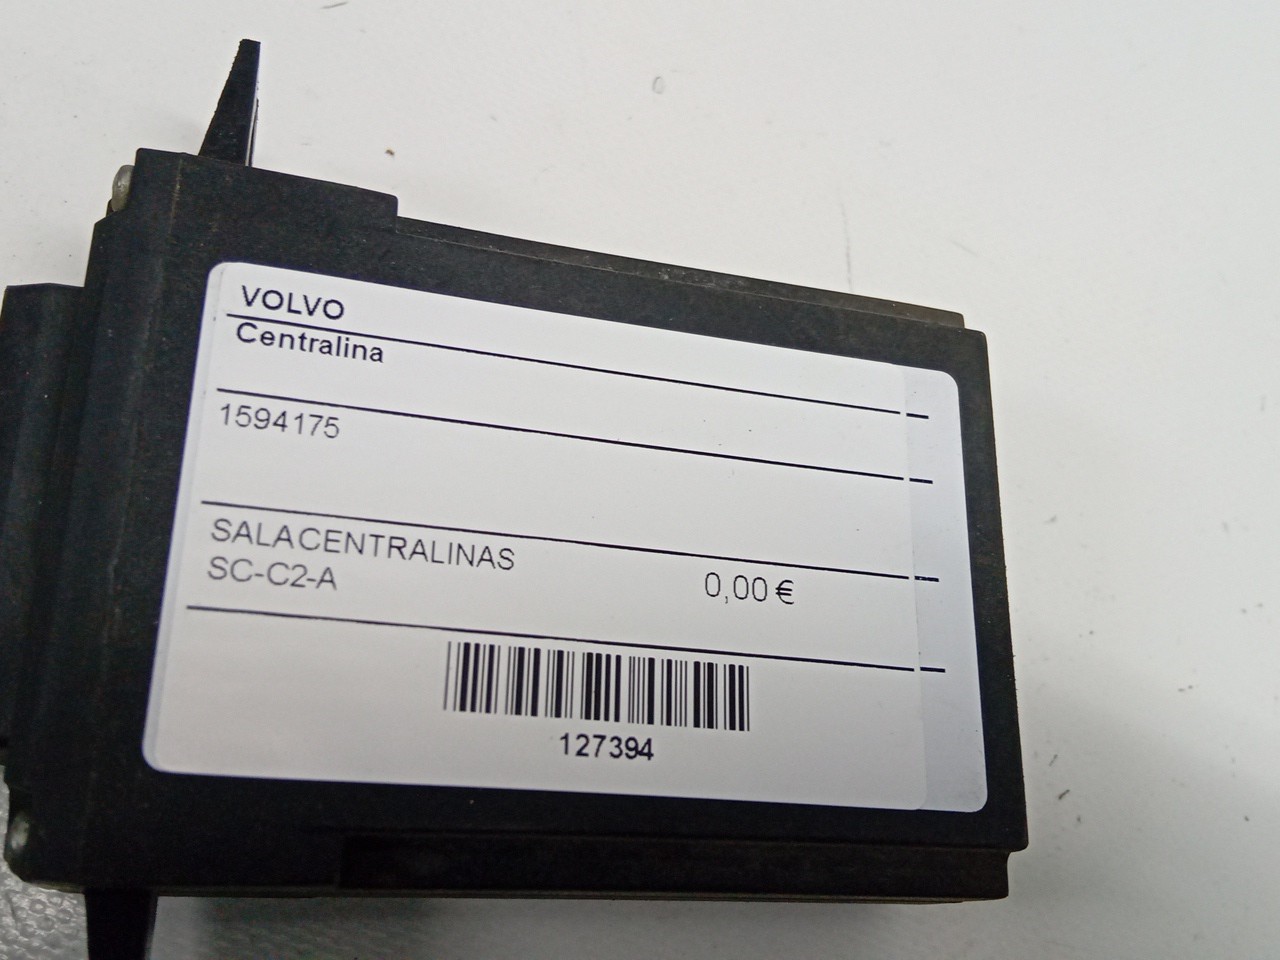 VOLVO
Centralina
1594175
SALACENTRALINAS
SC-C2-A
0,00 €
127394